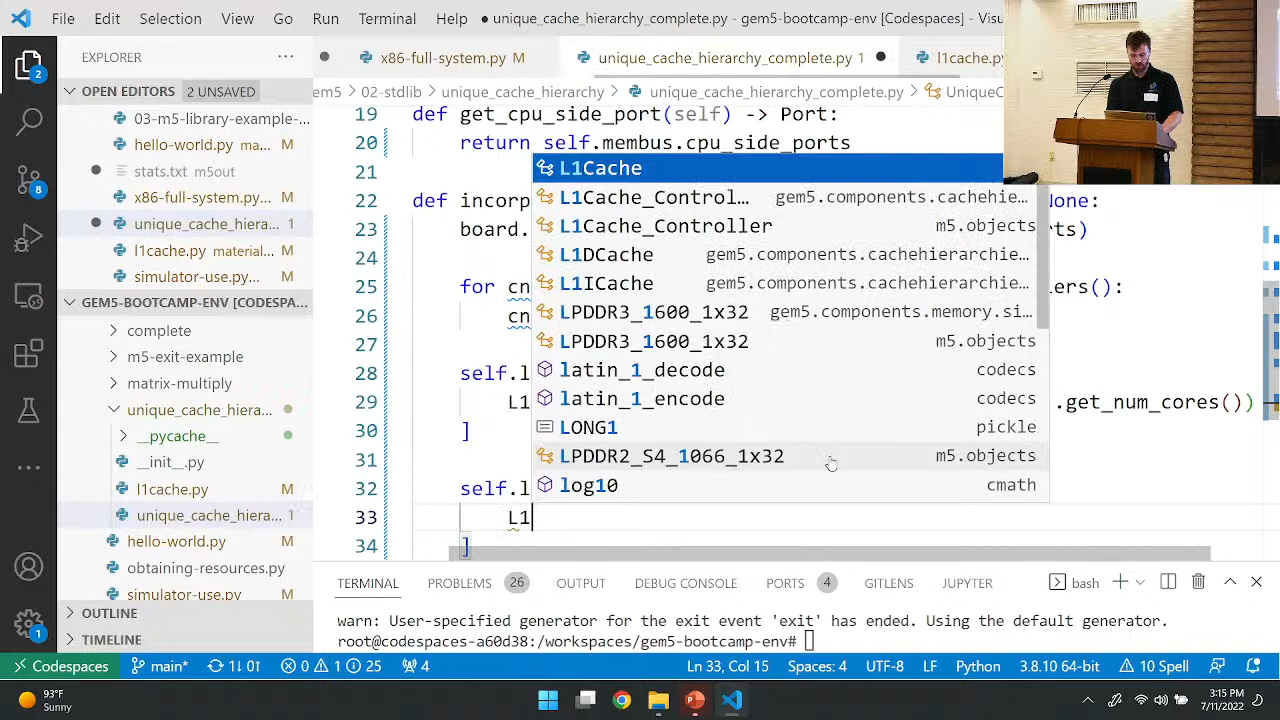 File Edit Selection View Go Run Terminal Help ● unique_cache_hierarchy_complete.py - gem5-bootcamp-env [Codespaces] - Visu
EXPLORER ···
x86-full-system.py M
unique_cache_hierarchy_complete.py 1 ●
l1cache.py
OPEN EDITORS 2 UNSAVED
em5 > 02-stdlib > unique_cache_hierarchy > unique_cache_hierarchy_complete.py > UniqueC
03-m5-library-example-...
hello-world.py mat... M
stats.txt m5out
x86-full-system.py... M
unique_cache_hiera... 1
l1cache.py material...
simulator-use.py...
GEM5-BOOTCAMP-ENV [CODESPA...
complete
m5-exit-example
matrix-multiply
unique_cache_hiera...
__pycache__
__init__.py
l1cache.py M
unique_cache_hiera... 1
hello-world.py M
obtaining-resources.py
simulator-use.py M
OUTLINE
TIMELINE
19 def get_cpu_side_port(self) -> Port:
20 return self.membus.cpu_side_ports
21
22 def incorp None:
23 board. rts)
24
25 for cn lers():
26 cn
27
28 self.l
29 L1 .get_num_cores())
30 ]
31
32 self.l
33 L1
34 ]
L1Cache
L1Cache_Control... gem5.components.cachehie...
L1Cache_Controller m5.objects
L1DCache gem5.components.cachehierarchie...
L1ICache gem5.components.cachehierarchie...
LPDDR3_1600_1x32 gem5.components.memory.si...
LPDDR3_1600_1x32 m5.objects
latin_1_decode codecs
latin_1_encode codecs
LONG1 pickle
LPDDR2_S4_1066_1x32 m5.objects
log10 cmath
TERMINAL PROBLEMS 26 OUTPUT DEBUG CONSOLE PORTS 4 GITLENS JUPYTER
bash
warn: User-specified generator for the exit event 'exit' has ended. Using the default generator.
root@codespaces-a60d38:/workspaces/gem5-bootcamp-env#
2
8
1
Codespaces main* 1↓ 0↑ 0 1 25 4 Ln 33, Col 15 Spaces: 4 UTF-8 LF Python 3.8.10 64-bit 10 Spell
93°F
Sunny
3:15 PM
7/11/2022